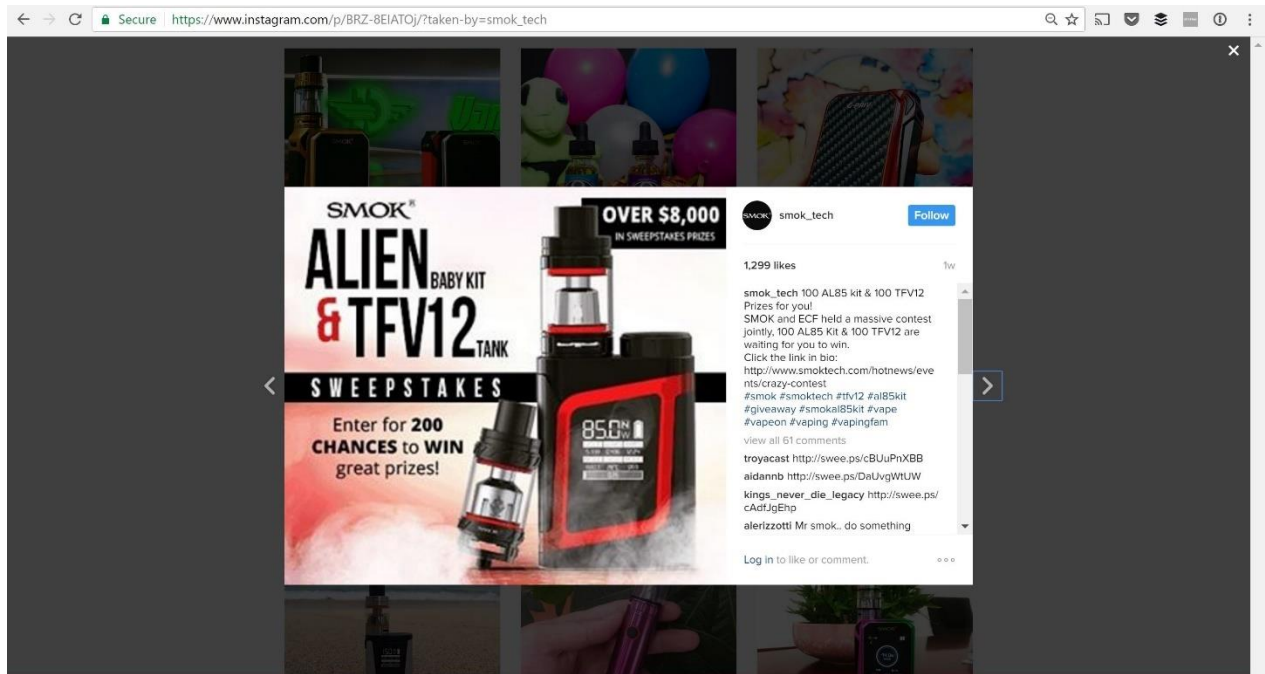 Secure https://www.instagram.com/p/BRZ-8EIATOj/?taken-by=smok_tech
SMOK®
ALIEN BABY KIT
& TFV12 TANK
SWEEPSTAKES
Enter for 200
CHANCES to WIN
great prizes!
OVER $8,000
IN SWEEPSTAKES PRIZES
85.0
SMOK smok_tech Follow
1,299 likes 1w
smok_tech 100 AL85 kit & 100 TFV12
Prizes for you!
SMOK and ECF held a massive contest
jointly, 100 AL85 Kit & 100 TFV12 are
waiting for you to win.
Click the link in bio:
http://www.smoktech.com/hotnews/eve
nts/crazy-contest
#smok #smoktech #tfv12 #al85kit
#giveaway #smokal85kit #vape
#vapeon #vaping #vapingfam
view all 61 comments
troyacast http://swee.ps/cBUuPnXBB
aidannb http://swee.ps/DaUvgWtUW
kings_never_die_legacy http://swee.ps/
cAdfJgEhp
alerizzotti Mr smok.. do something
Log in to like or comment.